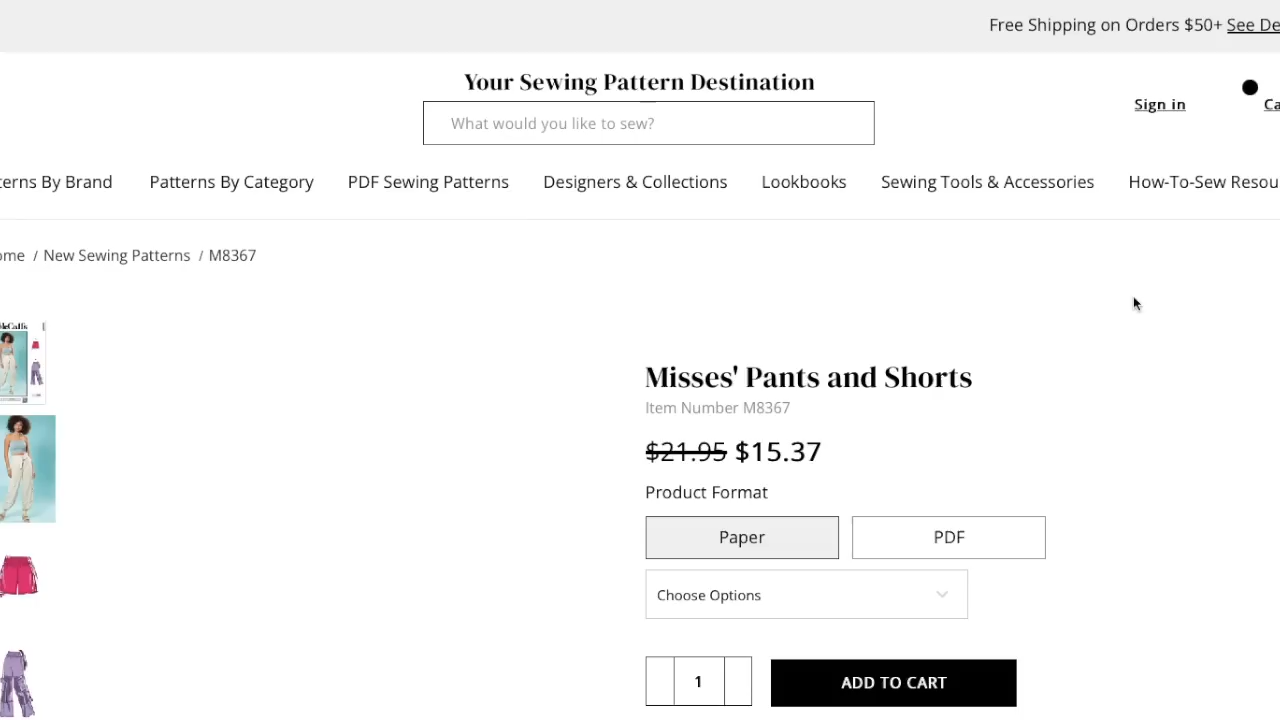 Free Shipping on Orders $50+ See De
Your Sewing Pattern Destination
What would you like to sew?
Sign in
Ca
terns By Brand
Patterns By Category
PDF Sewing Patterns
Designers & Collections
Lookbooks
Sewing Tools & Accessories
How-To-Sew Resou
ome / New Sewing Patterns / M8367
McCall's
Misses' Pants and Shorts
Item Number M8367
$21.95 $15.37
Product Format
Paper
PDF
Choose Options
1
ADD TO CART